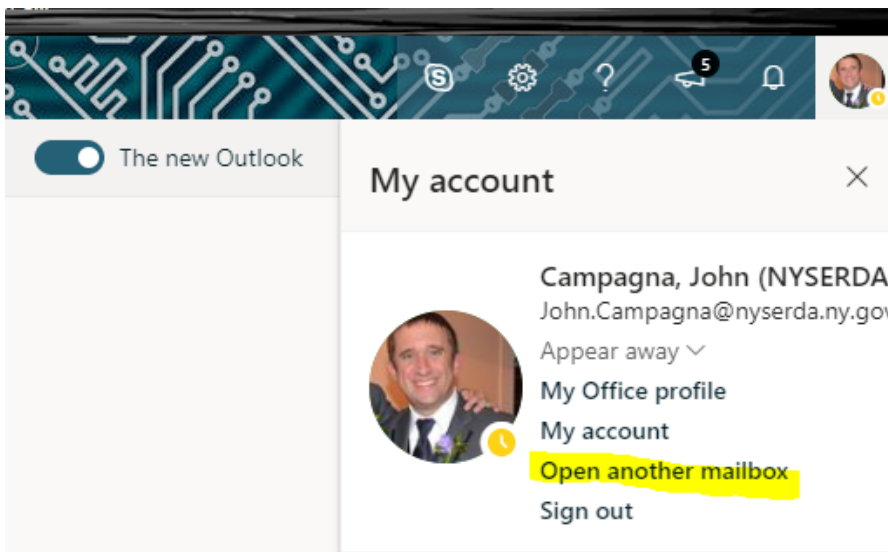 5
The new Outlook
My account
Campagna, John (NYSERDA
John.Campagna@nyserda.ny.gov
Appear away
My Office profile
My account
Open another mailbox
Sign out